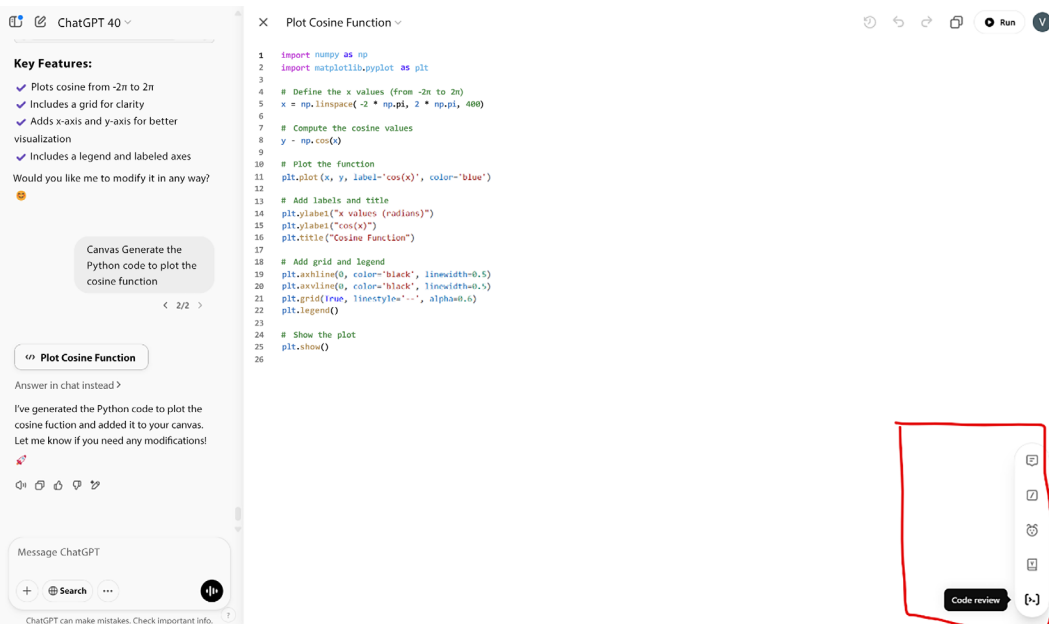 ChatGPT 40
Key Features:
Plots cosine from -2π to 2π
Includes a grid for clarity
Adds x-axis and y-axis for better
visualization
Includes a legend and labeled axes
Would you like me to modify it in any way?
Canvas Generate the
Python code to plot the
cosine function
2/2
Plot Cosine Function
Answer in chat instead
I've generated the Python code to plot the
cosine fuction and added it to your canvas.
Let me know if you need any modifications!
Message ChatGPT
Search
ChatGPT can make mistakes. Check important info.
?
Plot Cosine Function
Run
V
1 import numpy as np
2 import matplotlib.pyplot as plt
3
4 # Define the x values (from -2π to 2π)
5 x = np.linspace( -2 * np.pi, 2 * np.pi, 400)
6
7 # Compute the cosine values
8 y - np.cos(x)
9
10 # Plot the function
11 plt.plot(x, y, label-'cos(x)', color-'blue')
12
13 # Add labels and title
14 plt.ylabel("x values (radians)")
15 plt.ylabel("cos(x)")
16 plt.title("Cosine Function")
17
18 # Add grid and legend
19 plt.axhline(0, color='black', linewidth=0.5)
20 plt.axvline(0, color='black', linewidth=0.5)
21 plt.grid(True, linestyle='--', alpha=0.6)
22 plt.legend()
23
24 # Show the plot
25 plt.show()
26
Code review